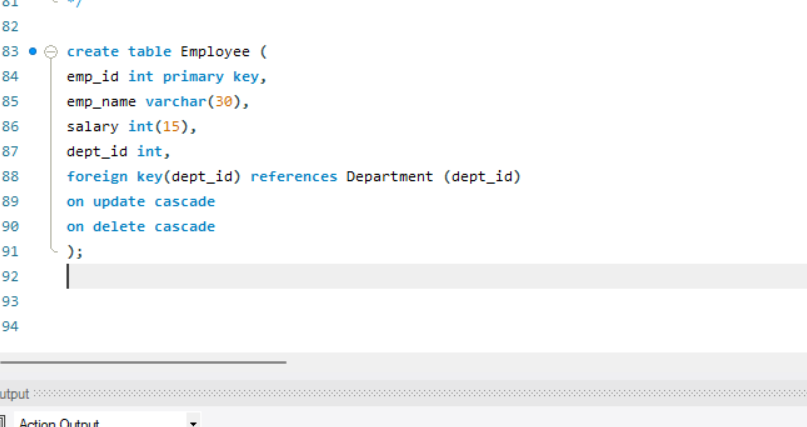 81 */
82
83 create table Employee (
84 emp_id int primary key,
85 emp_name varchar(30),
86 salary int(15),
87 dept_id int,
88 foreign key(dept_id) references Department (dept_id)
89 on update cascade
90 on delete cascade
91 );
92
93
94
utput
Action Output